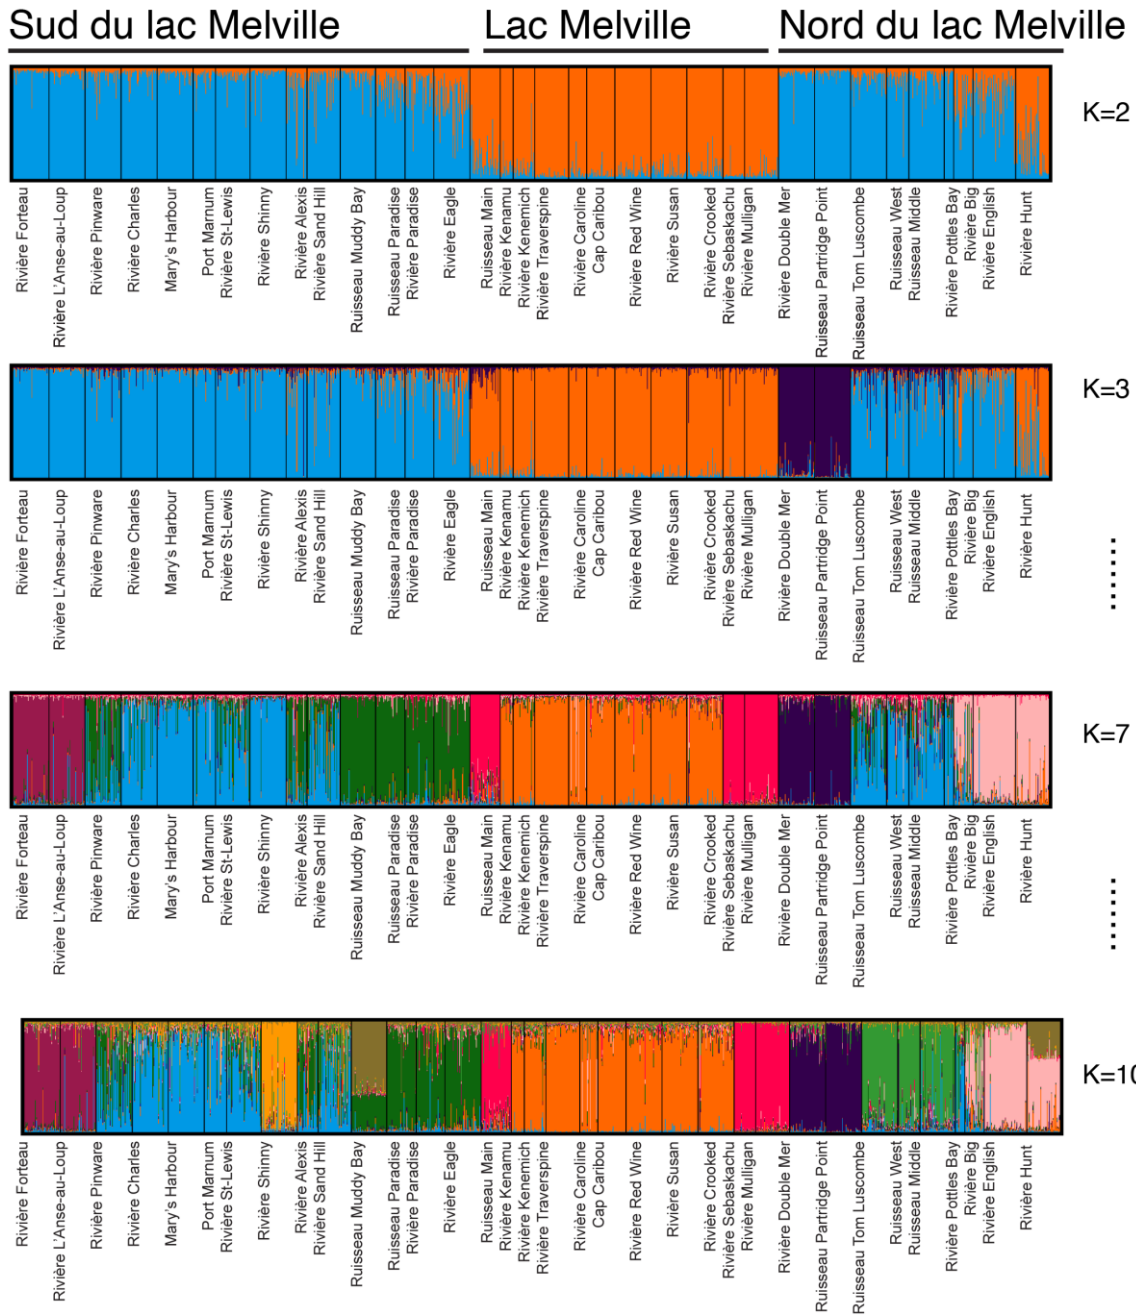 Sud du lac Melville
Lac Melville
Nord du lac Melville
K=2
Rivière Forteau
Rivière L'Anse-au-Loup
Rivière Pinware
Rivière Charles
Mary's Harbour
Port Marnum
Rivière St-Lewis
Rivière Shinny
Rivière Alexis
Rivière Sand Hill
Ruisseau Muddy Bay
Ruisseau Paradise
Rivière Paradise
Rivière Eagle
Ruisseau Main
Rivière Kenamu
Rivière Kenemich
Rivière Traverspine
Rivière Caroline
Cap Caribou
Rivière Red Wine
Rivière Susan
Rivière Crooked
Rivière Sebaskachu
Rivière Mulligan
Rivière Double Mer
Ruisseau Partridge Point
Ruisseau Tom Luscombe
Ruisseau West
Ruisseau Middle
Rivière Pottles Bay
Rivière Big
Rivière English
Rivière Hunt
K=3
Rivière Forteau
Rivière L'Anse-au-Loup
Rivière Pinware
Rivière Charles
Mary's Harbour
Port Marnum
Rivière St-Lewis
Rivière Shinny
Rivière Alexis
Rivière Sand Hill
Ruisseau Muddy Bay
Ruisseau Paradise
Rivière Paradise
Rivière Eagle
Ruisseau Main
Rivière Kenamu
Rivière Kenemich
Rivière Traverspine
Rivière Caroline
Cap Caribou
Rivière Red Wine
Rivière Susan
Rivière Crooked
Rivière Sebaskachu
Rivière Mulligan
Rivière Double Mer
Ruisseau Partridge Point
Ruisseau Tom Luscombe
Ruisseau West
Ruisseau Middle
Rivière Pottles Bay
Rivière Big
Rivière English
Rivière Hunt
.......
K=7
Rivière Forteau
Rivière L'Anse-au-Loup
Rivière Pinware
Rivière Charles
Mary's Harbour
Port Marnum
Rivière St-Lewis
Rivière Shinny
Rivière Alexis
Rivière Sand Hill
Ruisseau Muddy Bay
Ruisseau Paradise
Rivière Paradise
Rivière Eagle
Ruisseau Main
Rivière Kenamu
Rivière Kenemich
Rivière Traverspine
Rivière Caroline
Cap Caribou
Rivière Red Wine
Rivière Susan
Rivière Crooked
Rivière Sebaskachu
Rivière Mulligan
Rivière Double Mer
Ruisseau Partridge Point
Ruisseau Tom Luscombe
Ruisseau West
Ruisseau Middle
Rivière Pottles Bay
Rivière Big
Rivière English
Rivière Hunt
.......
K=10
Rivière Forteau
Rivière L'Anse-au-Loup
Rivière Pinware
Rivière Charles
Mary's Harbour
Port Marnum
Rivière St-Lewis
Rivière Shinny
Rivière Alexis
Rivière Sand Hill
Ruisseau Muddy Bay
Ruisseau Paradise
Rivière Paradise
Rivière Eagle
Ruisseau Main
Rivière Kenamu
Rivière Kenemich
Rivière Traverspine
Rivière Caroline
Cap Caribou
Rivière Red Wine
Rivière Susan
Rivière Crooked
Rivière Sebaskachu
Rivière Mulligan
Rivière Double Mer
Ruisseau Partridge Point
Ruisseau Tom Luscombe
Ruisseau West
Ruisseau Middle
Rivière Pottles Bay
Rivière Big
Rivière English
Rivière Hunt